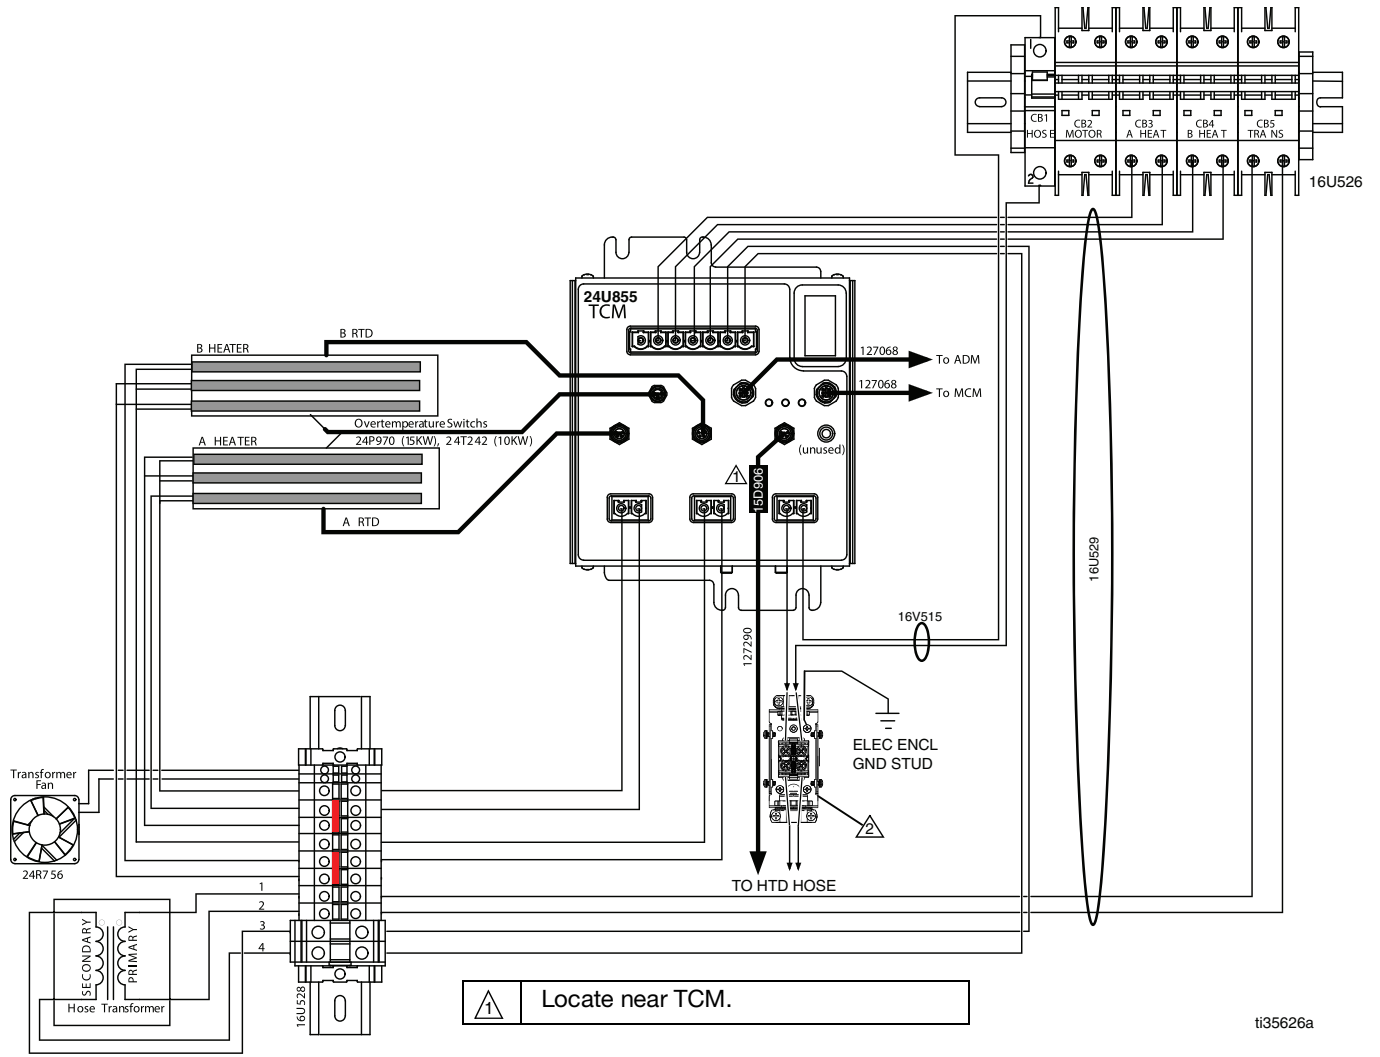 1
CB1
HOSE
2
CB2
MOTOR
CB3
A HEAT
CB4
B HEAT
CB5
TRANS
16U526
24U855
TCM
B RTD
B HEATER
127068
To ADM
127068
To MCM
Overtemperature Switchs
24P970 (15KW), 24T242 (10KW)
A HEATER
(unused)
1
15D906
A RTD
16U529
16V515
127290
ELEC ENCL
GND STUD
2
TO HTD HOSE
Transformer
Fan
24R756
1
2
3
4
SECONDARY
PRIMARY
Hose Transformer
16U528
1
Locate near TCM.
ti35626a